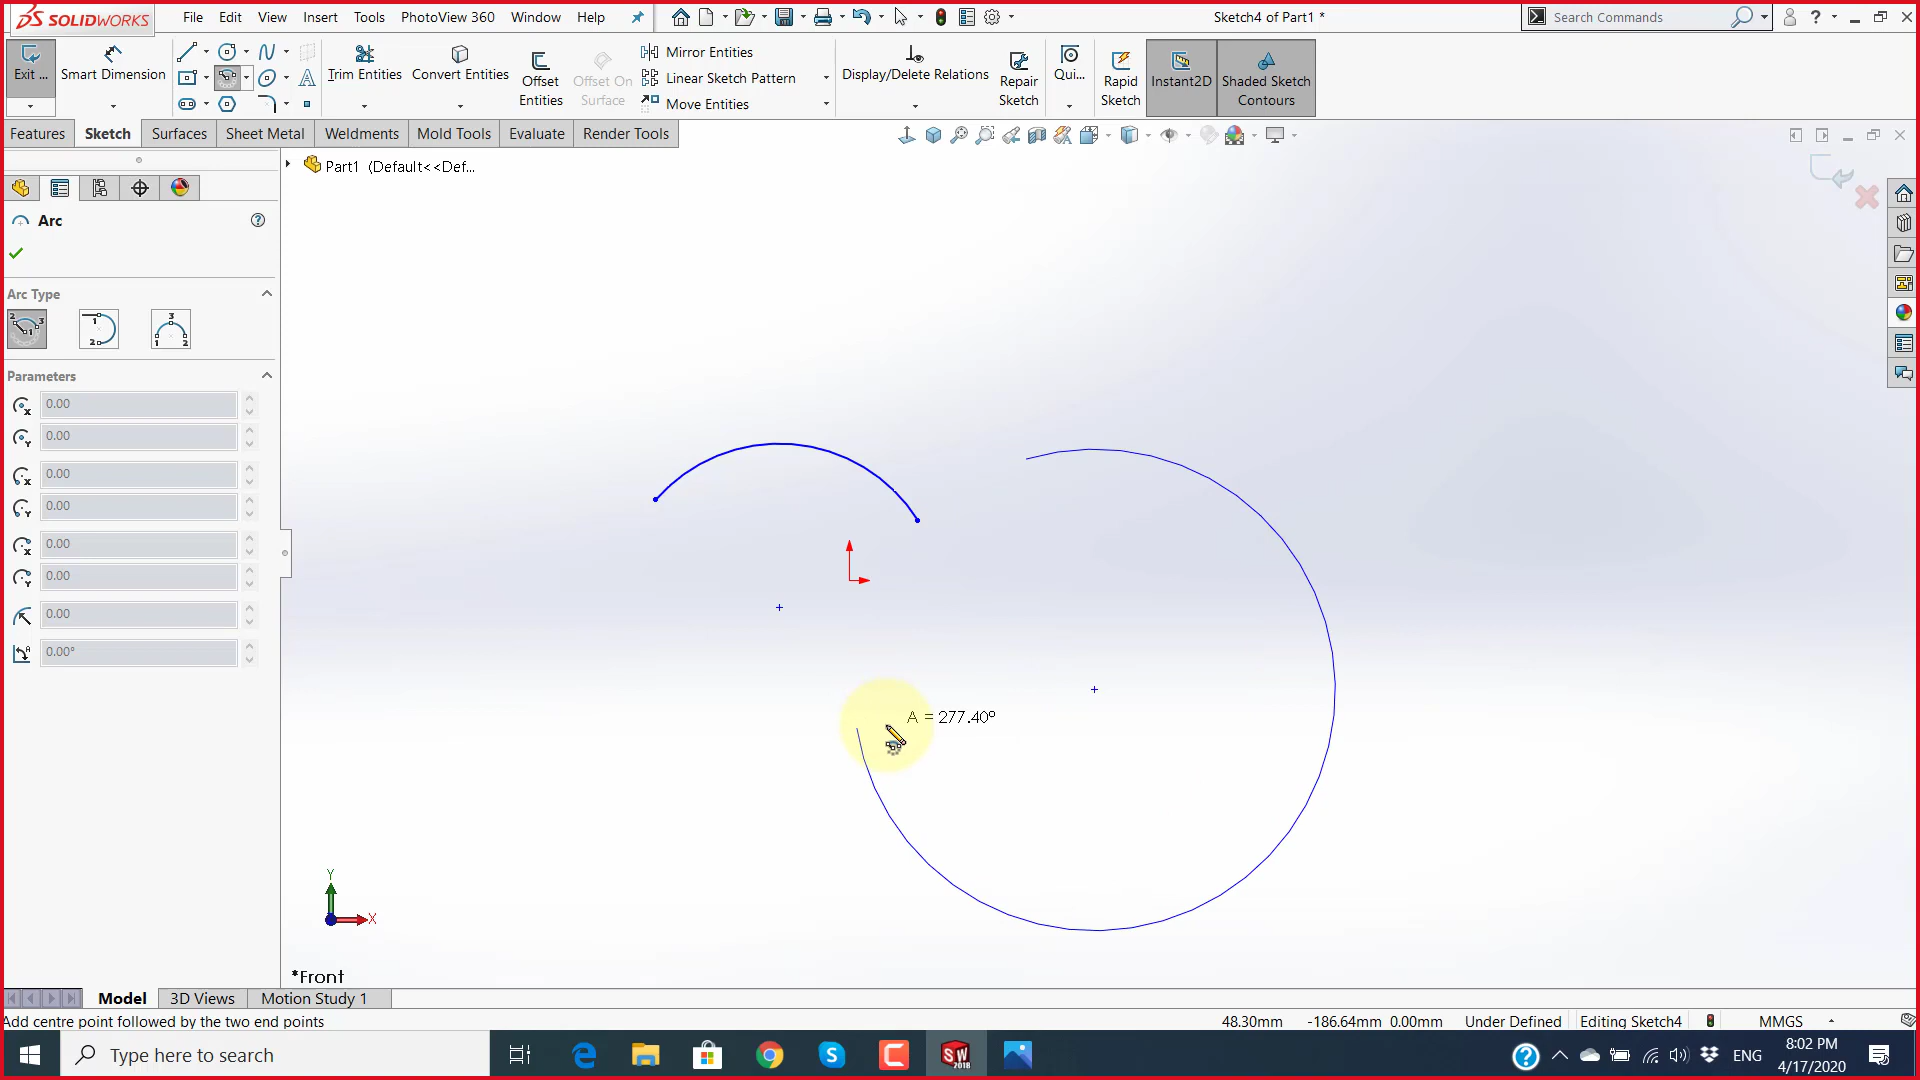 SOLIDWORKS
File Edit View Insert Tools PhotoView 360 Window Help
Sketch4 of Part1 *
Search Commands
Exit ...
Smart Dimension
Trim Entities
Convert Entities
Offset Entities
Offset On Surface
Mirror Entities
Linear Sketch Pattern
Move Entities
Display/Delete Relations
Repair Sketch
Qui...
Rapid Sketch
Instant2D
Shaded Sketch Contours
Features Sketch Surfaces Sheet Metal Weldments Mold Tools Evaluate Render Tools
Part1 (Default<<Def...
Arc
Arc Type
Parameters
0.00
0.00
0.00
0.00
0.00
0.00
0.00
0.00°
A = 277.40º
Y
X
*Front
Model 3D Views Motion Study 1
Add centre point followed by the two end points
48.30mm -186.64mm 0.00mm Under Defined Editing Sketch4 MMGS
Type here to search
ENG
8:02 PM
4/17/2020